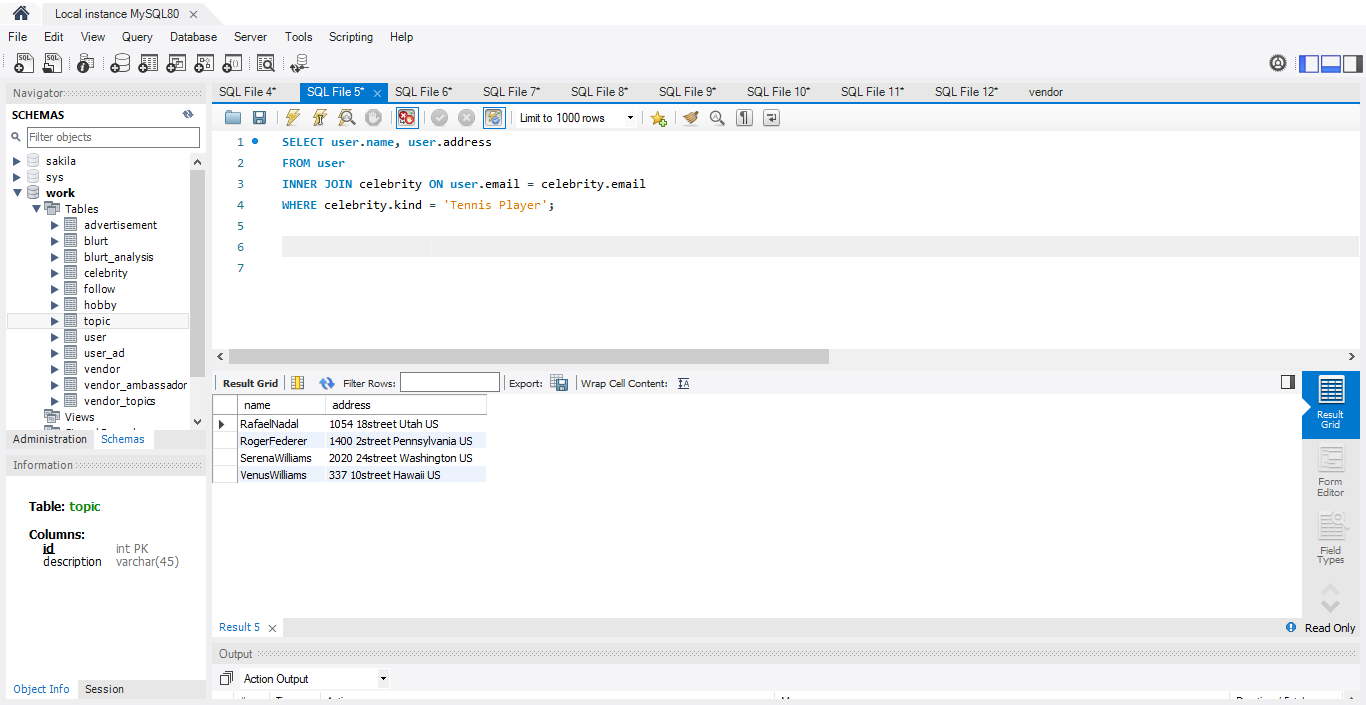 Local instance MySQL80
File Edit View Query Database Server Tools Scripting Help
Navigator
SCHEMAS
Filter objects
sakila
sys
work
Tables
advertisement
blurt
blurt_analysis
celebrity
follow
hobby
topic
user
user_ad
vendor
vendor_ambassador
vendor_topics
Views
Administration Schemas
Information
Table: topic
Columns:
id int PK
description varchar(45)
Object Info Session
SQL File 4* SQL File 5* SQL File 6* SQL File 7* SQL File 8* SQL File 9* SQL File 10* SQL File 11* SQL File 12* vendor
Limit to 1000 rows
1 SELECT user.name, user.address
2 FROM user
3 INNER JOIN celebrity ON user.email = celebrity.email
4 WHERE celebrity.kind = 'Tennis Player';
5
6
7
Result Grid Filter Rows: Export: Wrap Cell Content:
name address
RafaelNadal 1054 18street Utah US
RogerFederer 1400 2street Pennsylvania US
SerenaWilliams 2020 24street Washington US
VenusWilliams 337 10street Hawaii US
Result
Grid
Form
Editor
Field
Types
Result 5
Read Only
Output
Action Output